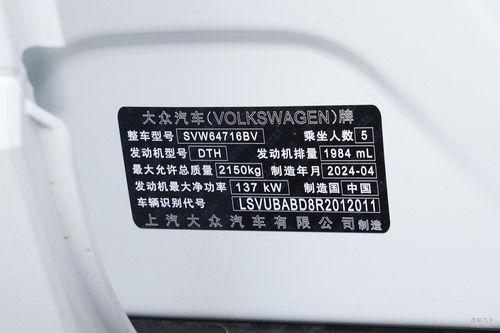 大众汽车(VOLKSWAGEN)牌
整车型号 SVW64716BV 乘坐人数 5
发动机型号 DTH 发动机排量 1984 mL
最大允许总质量 2150kg 制造年月 2024-04
发动机最大净功率 137 kW 制造国 中国
车辆识别代号 LSVUBABD8R2012011
上汽大众汽车有限公司 制造
搜狐汽车